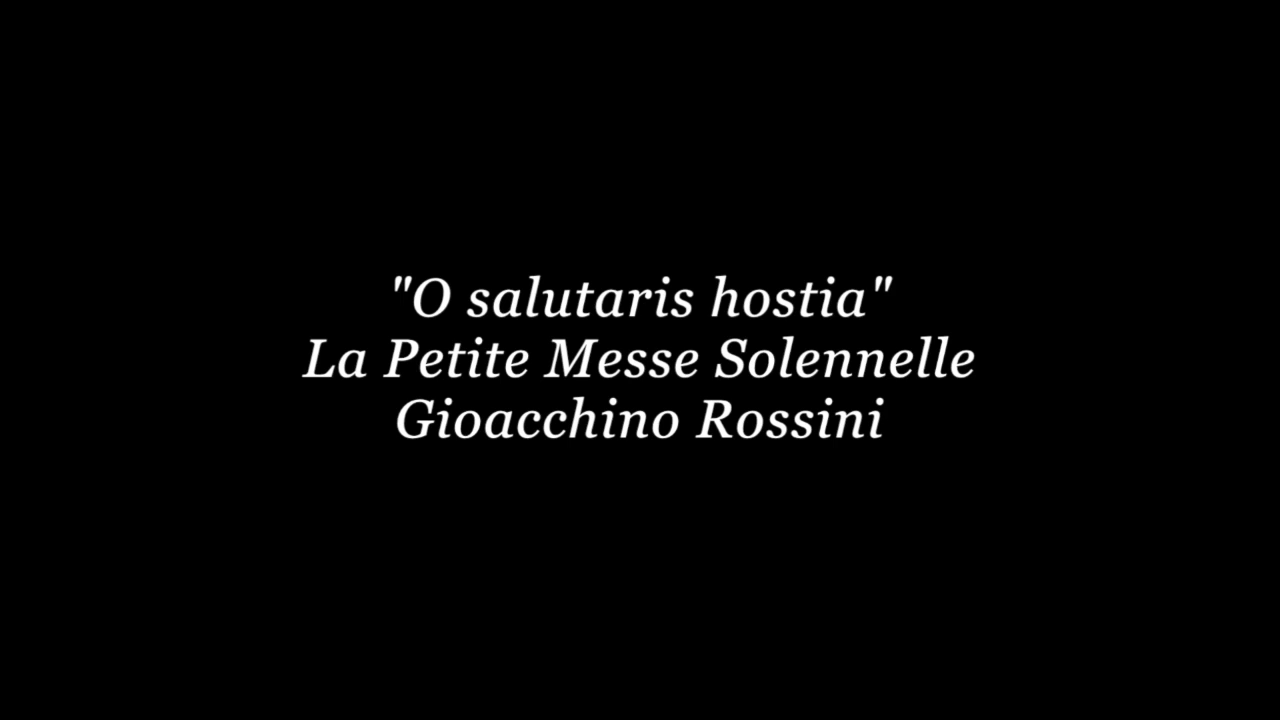 "O salutaris hostia"
La Petite Messe Solennelle
Gioacchino Rossini